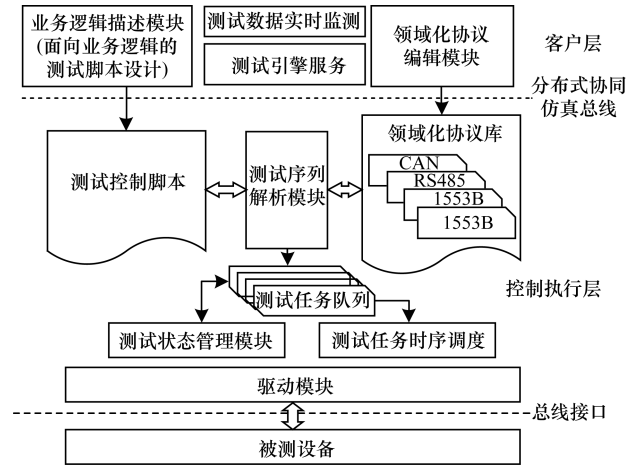 业务逻辑描述模块
(面向业务逻辑的
测试脚本设计)
测试数据实时监测
测试引擎服务
领域化协议
编辑模块
客户层
分布式协同
仿真总线
测试控制脚本
测试序列
解析模块
领域化协议库
CAN
RS485
1553B
1553B
控制执行层
测试任务队列
测试状态管理模块
测试任务时序调度
驱动模块
总线接口
被测设备